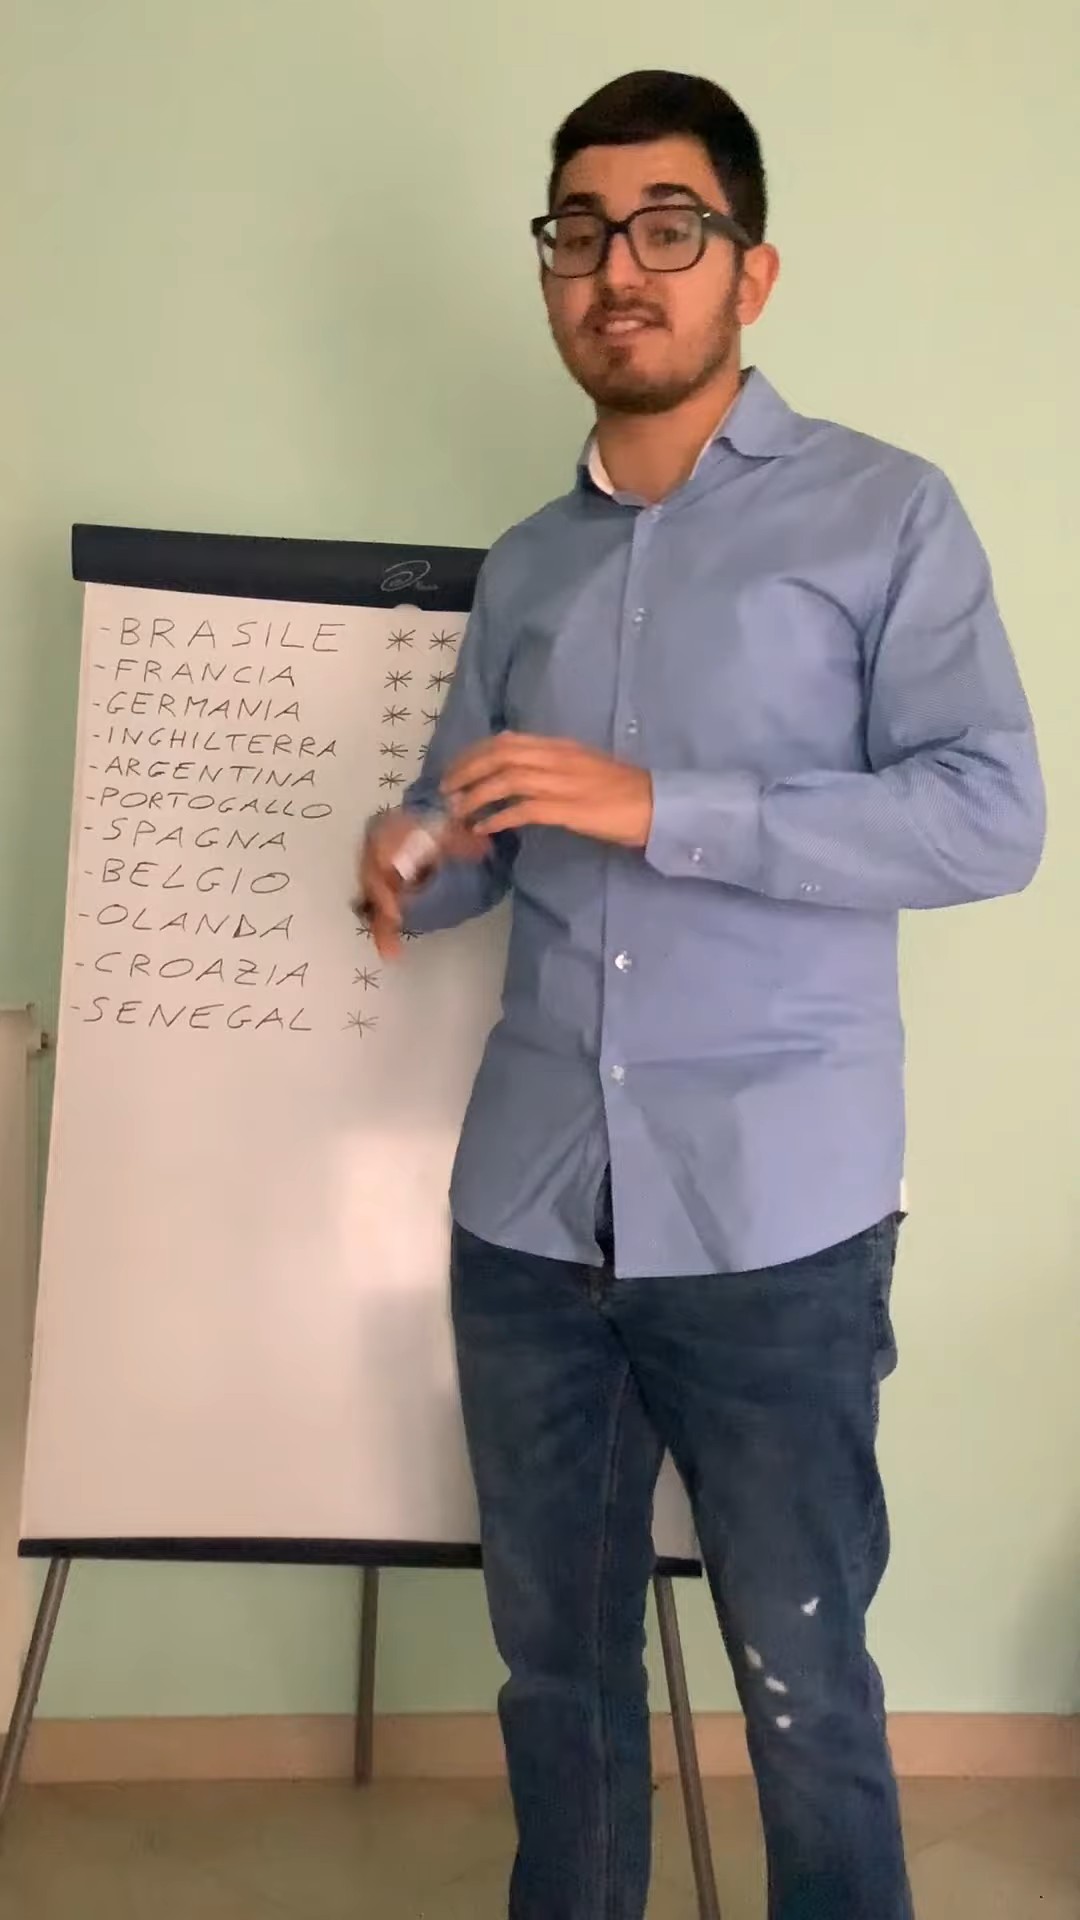 -BRASILE **
-FRANCIA **
-GERMANIA **
-INGHILTERRA **
-ARGENTINA *
-PORTOGALLO *
-SPAGNA
-BELGIO
-OLANDA **
-CROAZIA *
-SENEGAL *